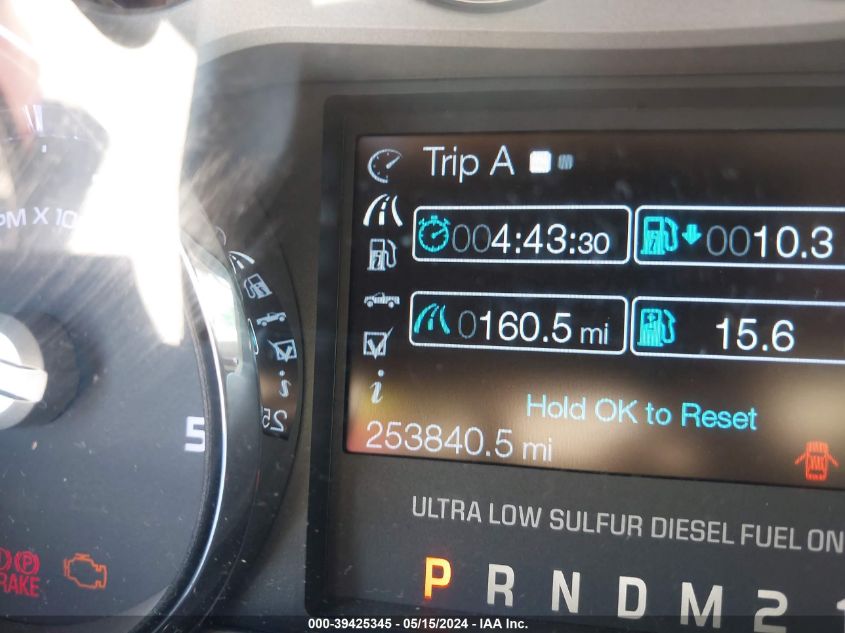 Trip A
004:43:30
0010.3
0160.5 mi
15.6
Hold OK to Reset
253840.5 mi
5
ULTRA LOW SULFUR DIESEL FUEL ON
P R N D M 2
000-39425345 - 05/15/2024 - IAA Inc.